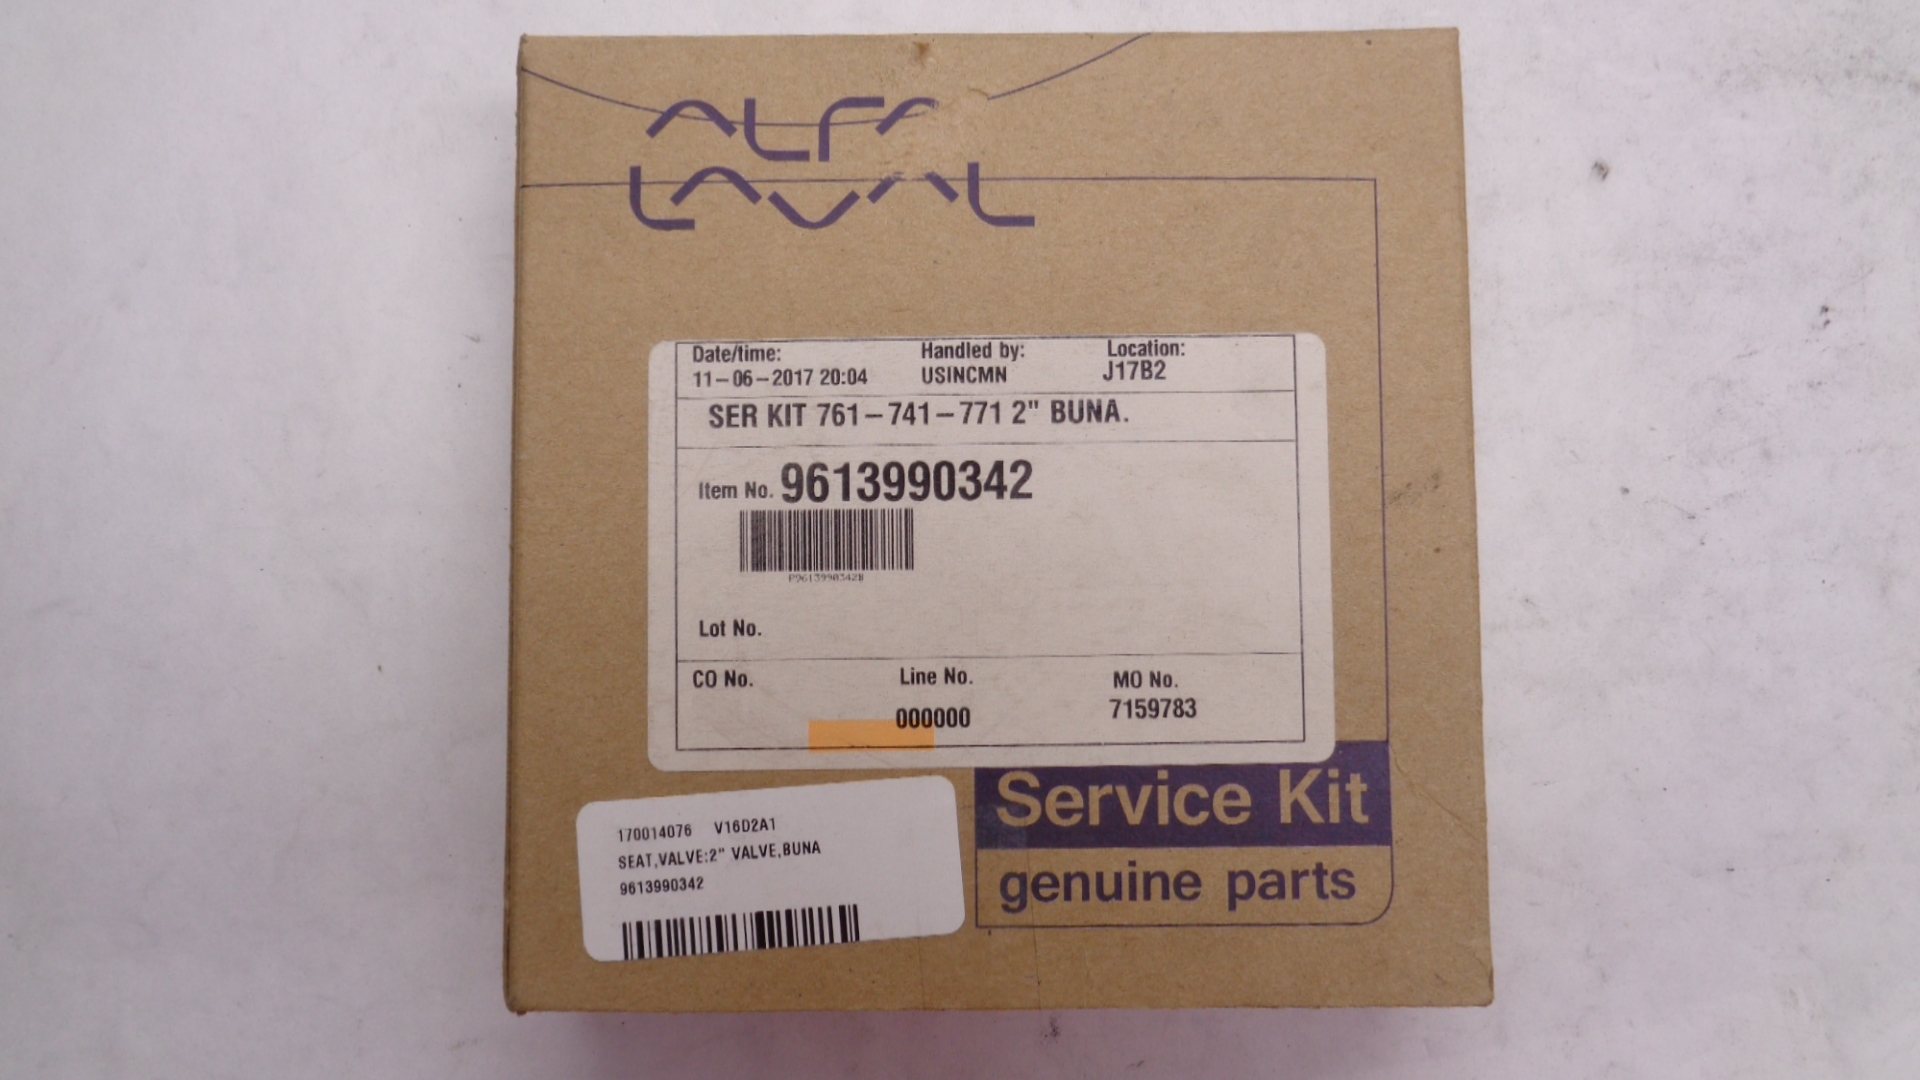 ALFA
LAVAL
Date/time: Handled by: Location:
11-06-2017 20:04 USINCMN J17B2
SER KIT 761-741-771 2" BUNA.
Item No. 9613990342
P9613990342B
Lot No.
CO No. Line No. MO No.
000000 7159783
Service Kit
genuine parts
170014076 V16D2A1
SEAT,VALVE:2" VALVE,BUNA
9613990342